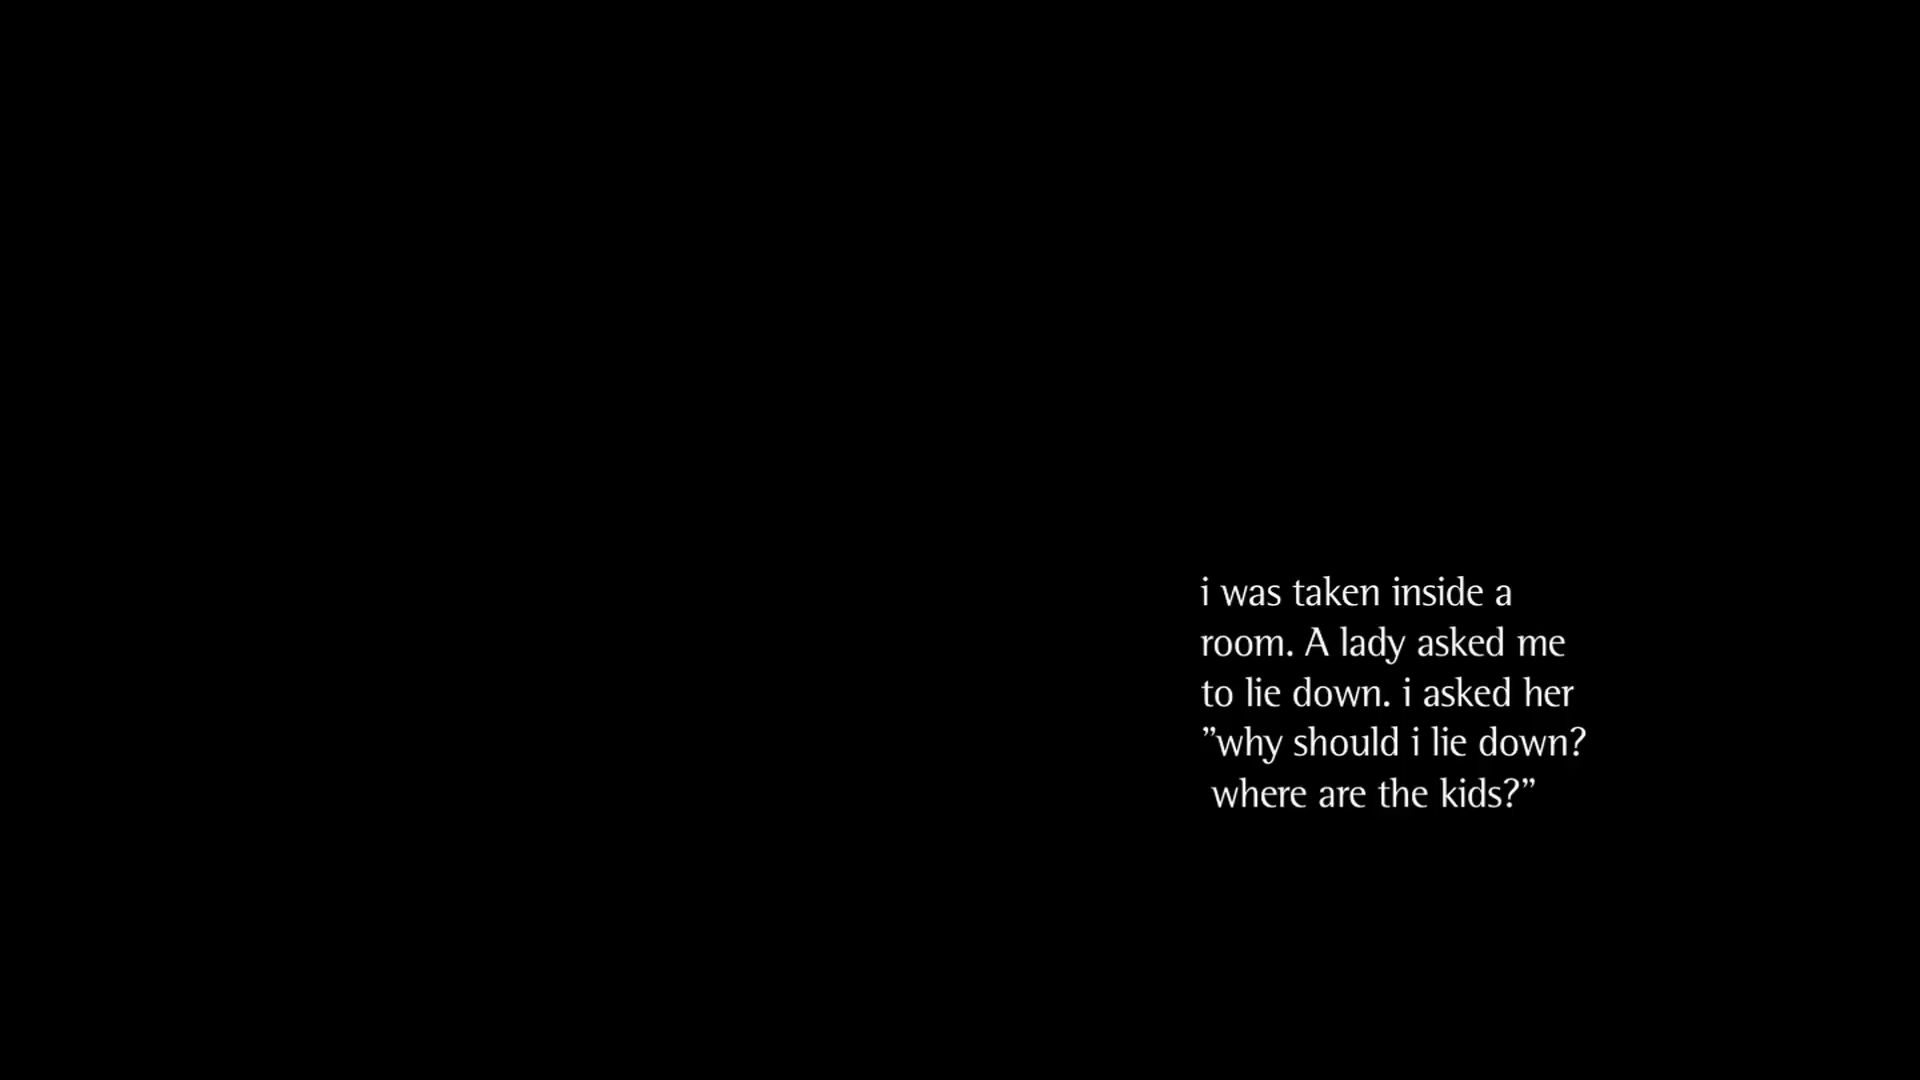 i was taken inside a
room. A lady asked me
to lie down. i asked her
”why should i lie down?
where are the kids?”